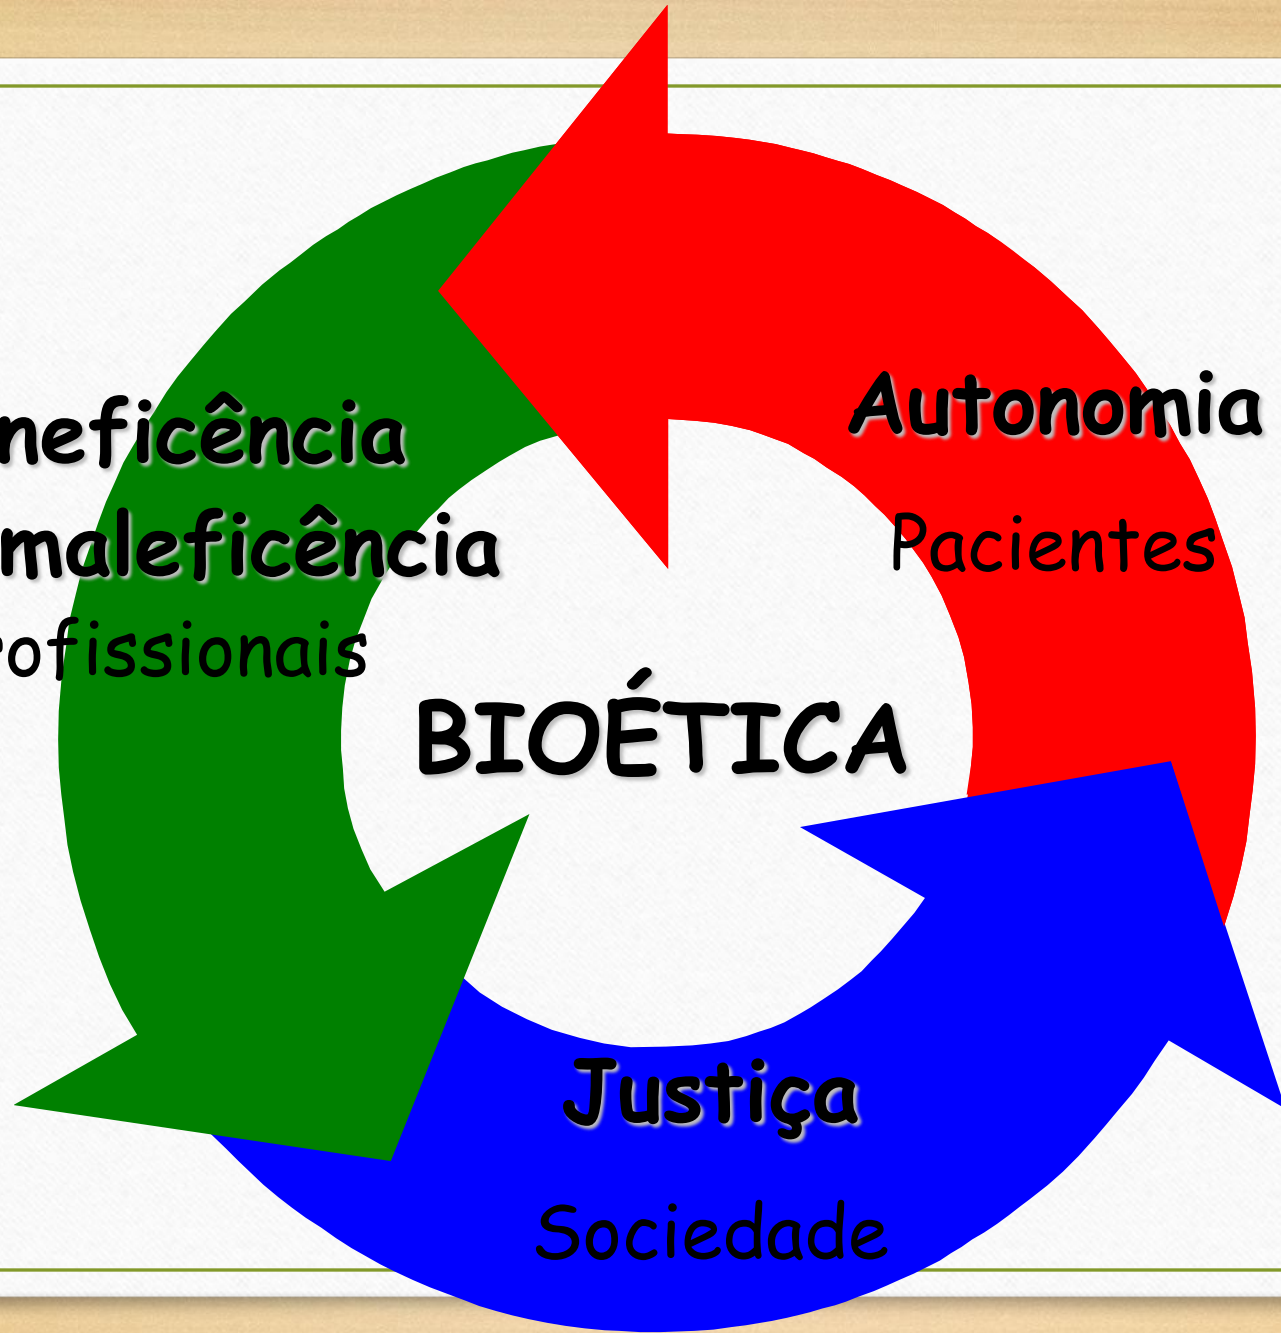 neficência
maleficência
rofissionais
Autonomia
Pacientes
BIOÉTICA
Justiça
Sociedade